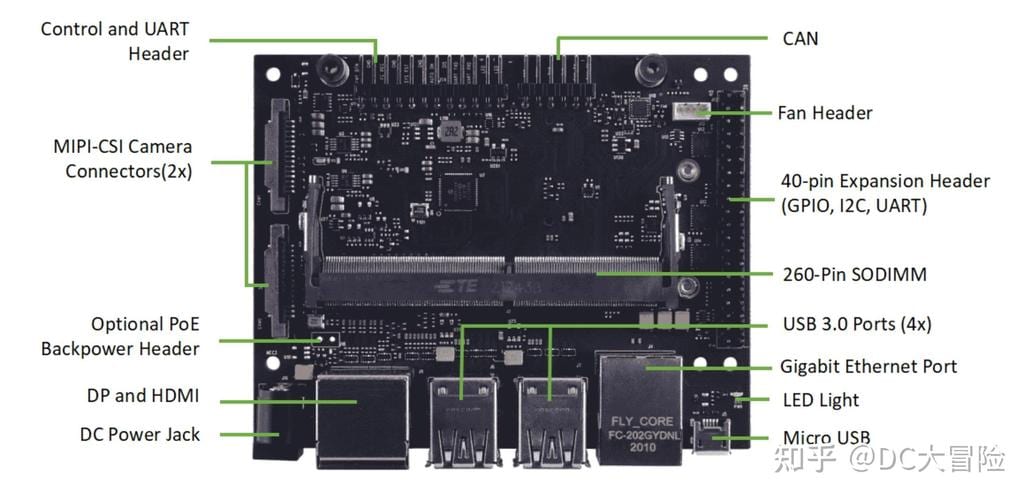 Control and UART
Header
CAN
Fan Header
MIPI-CSI Camera
Connectors(2x)
40-pin Expansion Header
(GPIO, I2C, UART)
260-Pin SODIMM
2R2
TE
Optional PoE
Backpower Header
USB 3.0 Ports (4x)
Gigabit Ethernet Port
DP and HDMI
LED Light
DC Power Jack
Micro USB
FLY_CORE
FC-202GYDNL
2010
知乎 @DC大冒险